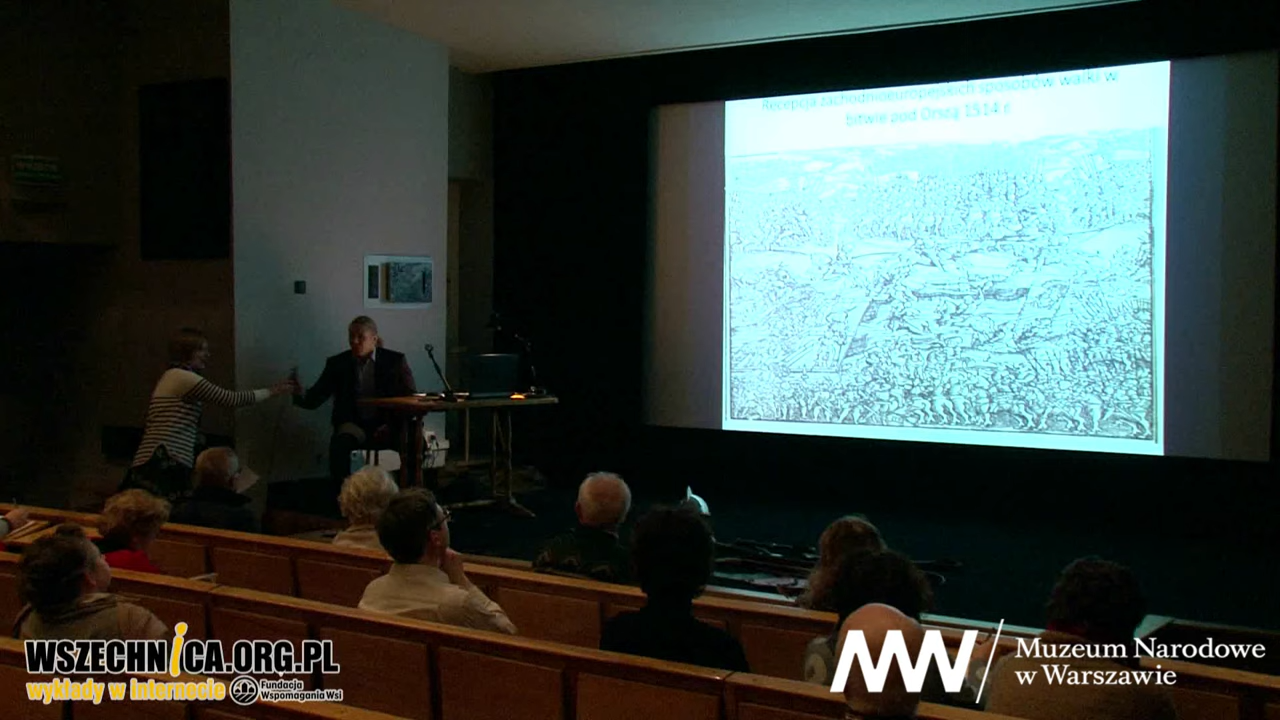 Recepcja zachodnioeuropejskich sposobów walki w
bitwie pod Orszą 1514 r.
WSZECHNICA.ORG.PL
wykłady w internecie
Fundacja
Wspomagania Wsi
Muzeum Narodowe
w Warszawie